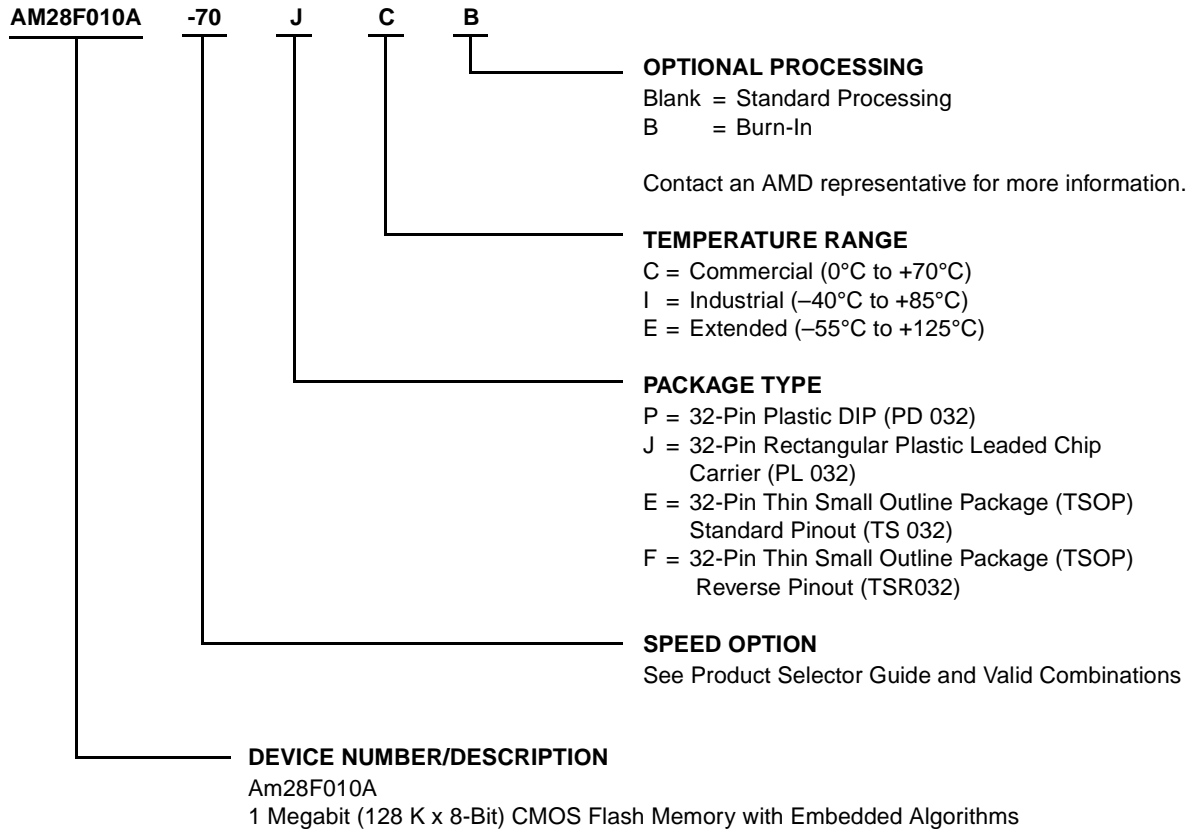 AM28F010A -70 J C B
OPTIONAL PROCESSING
Blank = Standard Processing
B = Burn-In
Contact an AMD representative for more information.
TEMPERATURE RANGE
C = Commercial (0°C to +70°C)
I = Industrial (–40°C to +85°C)
E = Extended (–55°C to +125°C)
PACKAGE TYPE
P = 32-Pin Plastic DIP (PD 032)
J = 32-Pin Rectangular Plastic Leaded Chip
Carrier (PL 032)
E = 32-Pin Thin Small Outline Package (TSOP)
Standard Pinout (TS 032)
F = 32-Pin Thin Small Outline Package (TSOP)
Reverse Pinout (TSR032)
SPEED OPTION
See Product Selector Guide and Valid Combinations
DEVICE NUMBER/DESCRIPTION
Am28F010A
1 Megabit (128 K x 8-Bit) CMOS Flash Memory with Embedded Algorithms